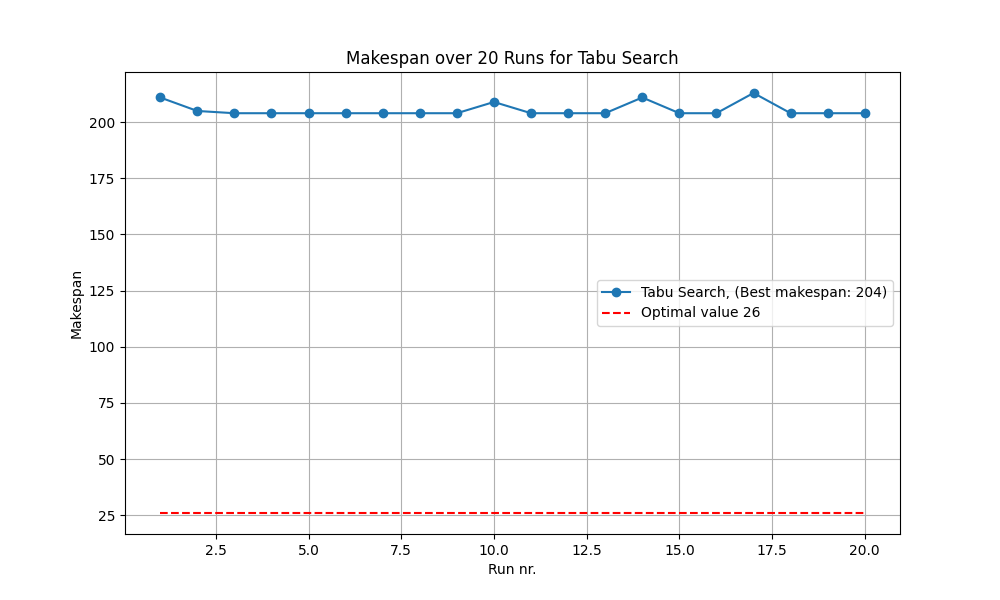 Makespan over 20 Runs for Tabu Search
Makespan
200
175
150
125
100
75
50
25
Tabu Search, (Best makespan: 204)
Optimal value 26
2.5 5.0 7.5 10.0 12.5 15.0 17.5 20.0
Run nr.